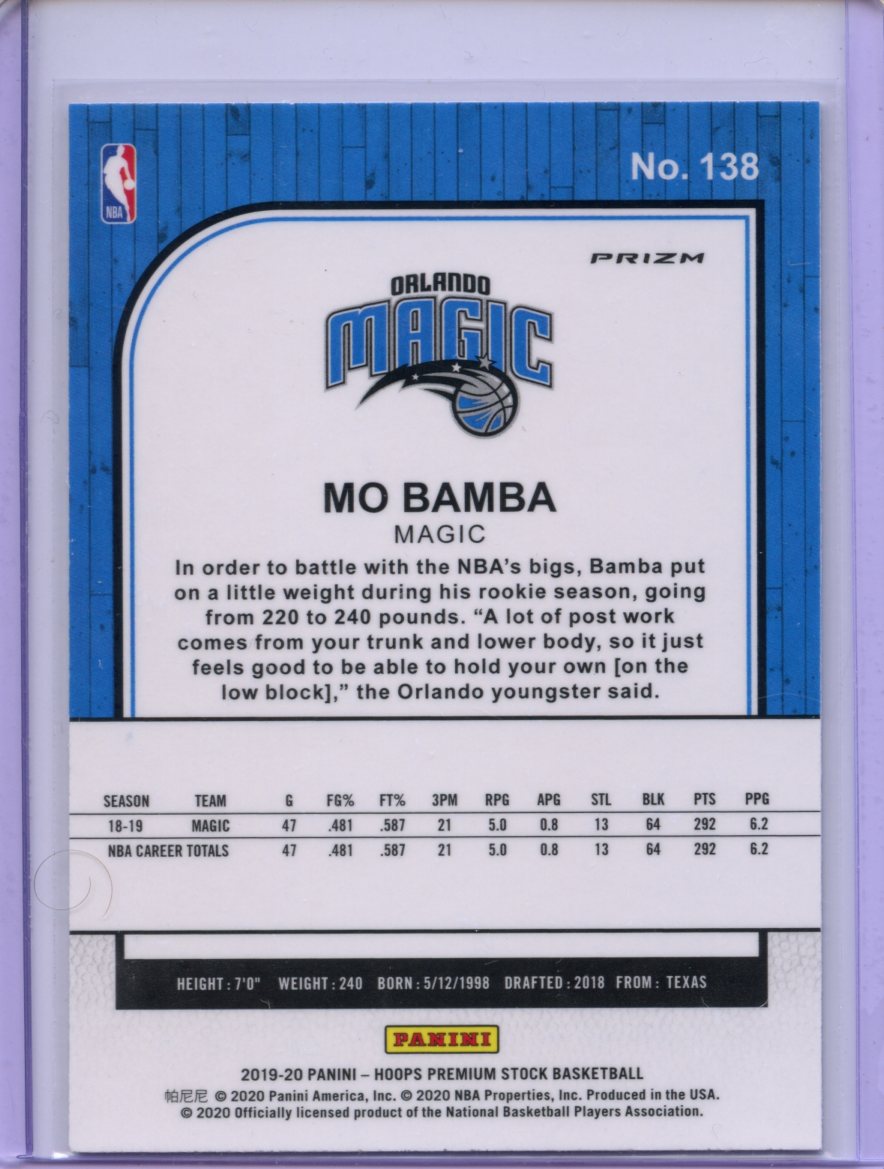 No. 138
NBA
PRIZM
ORLANDO
MAGIC
MO BAMBA
MAGIC
In order to battle with the NBA's bigs, Bamba put
on a little weight during his rookie season, going
from 220 to 240 pounds. “A lot of post work
comes from your trunk and lower body, so it just
feels good to be able to hold your own [on the
low block],” the Orlando youngster said.
SEASON TEAM G FG% FT% 3PM RPG APG STL BLK PTS PPG
18-19 MAGIC 47 .481 .587 21 5.0 0.8 13 64 292 6.2
NBA CAREER TOTALS 47 .481 .587 21 5.0 0.8 13 64 292 6.2
HEIGHT : 7'0" WEIGHT : 240 BORN : 5/12/1998 DRAFTED : 2018 FROM : TEXAS
PANINI
2019-20 PANINI – HOOPS PREMIUM STOCK BASKETBALL
帕尼尼 © 2020 Panini America, Inc. © 2020 NBA Properties, Inc. Produced in the USA.
© 2020 Officially licensed product of the National Basketball Players Association.